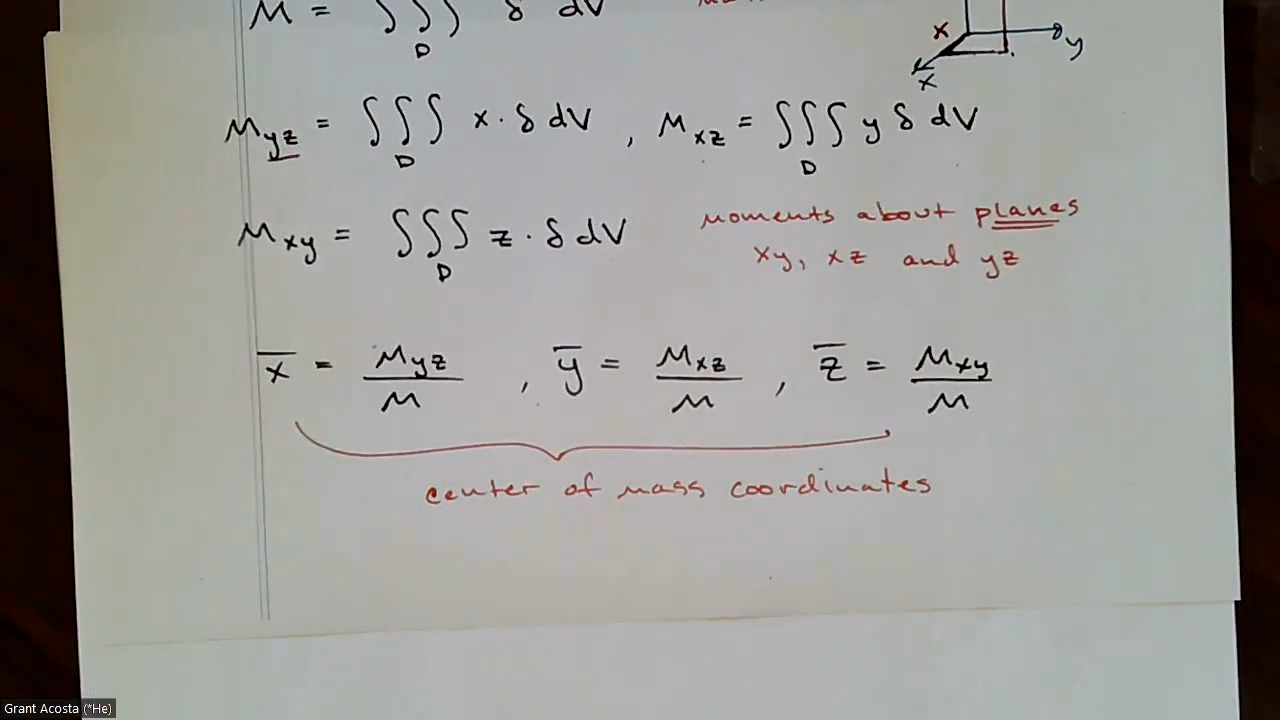 M = ∭_D δ dV
x
y
x
M_yz = ∭_D x · δ dV , M_xz = ∭_D y δ dV
M_xy = ∭_D z · δ dV
moments about planes
xy, xz and yz
x̅ = M_yz / M , y̅ = M_xz / M , z̅ = M_xy / M
center of mass coordinates
Grant Acosta (*He)